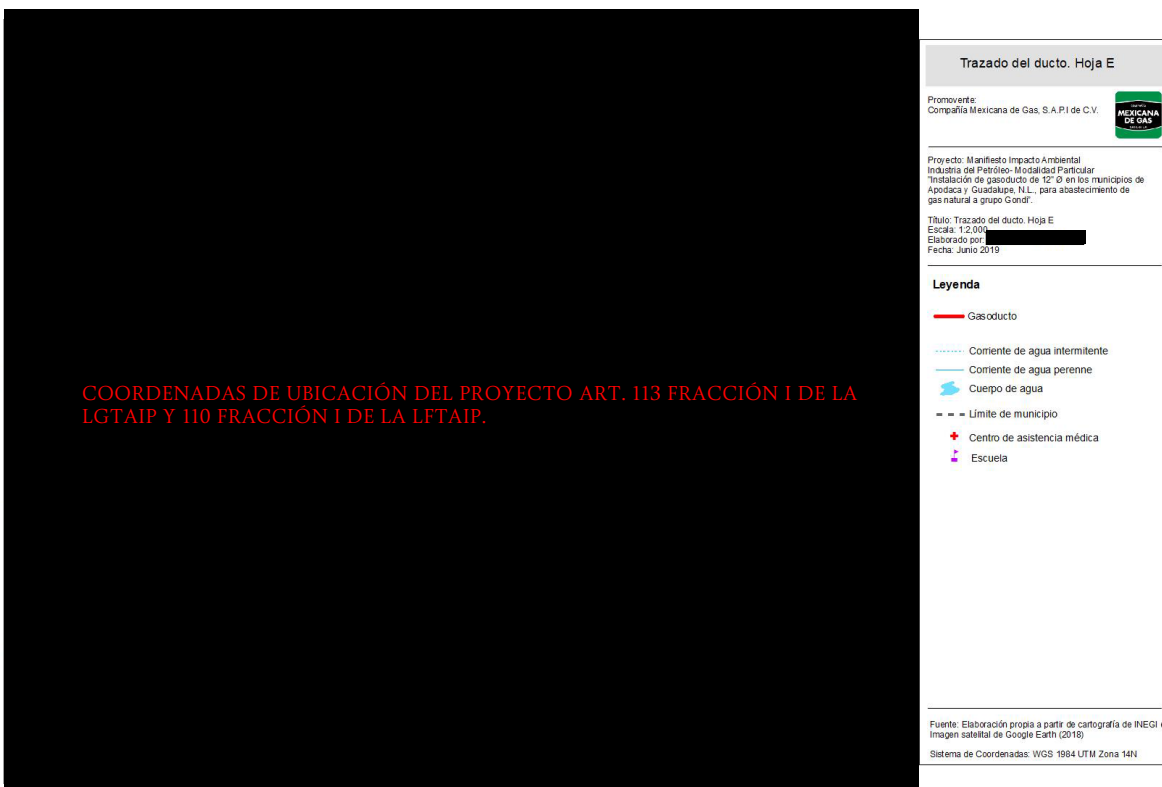 COORDENADAS DE UBICACIÓN DEL PROYECTO ART. 113 FRACCIÓN I DE LA
LGTAIP Y 110 FRACCIÓN I DE LA LFTAIP.
Trazado del ducto. Hoja E
Promovente:
Compañía Mexicana de Gas, S.A.P.I de C.V.
MEXICANA
DE GAS
Proyecto: Manifiesto Impacto Ambiental
Industria del Petróleo- Modalidad Particular
"Instalación de gasoducto de 12" Ø en los municipios de
Apodaca y Guadalupe, N.L., para abastecimiento de
gas natural a grupo Gondi".
Título: Trazado del ducto. Hoja E
Escala: 1:2,000
Elaborado por:
Fecha: Junio 2019
Leyenda
Gasoducto
Corriente de agua intermitente
Corriente de agua perenne
Cuerpo de agua
Límite de municipio
Centro de asistencia médica
Escuela
Fuente: Elaboración propia a partir de cartografía de INEGI
Imagen satelital de Google Earth (2018)
Sistema de Coordenadas: WGS 1984 UTM Zona 14N